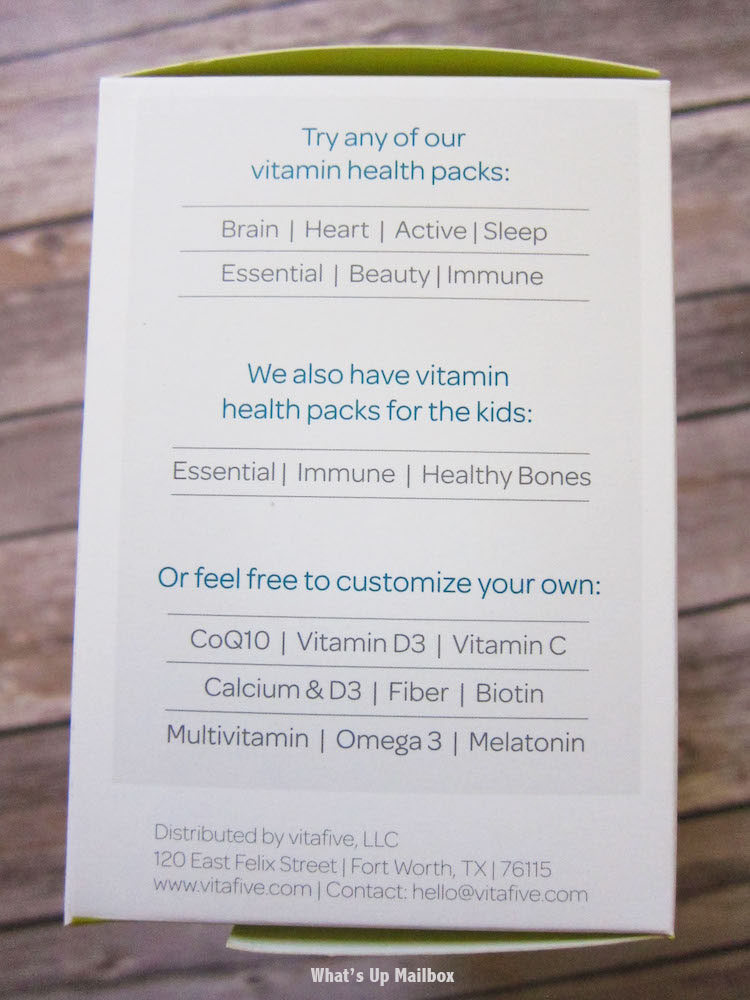 Try any of our
vitamin health packs:
Brain | Heart | Active | Sleep
Essential | Beauty | Immune
We also have vitamin
health packs for the kids:
Essential | Immune | Healthy Bones
Or feel free to customize your own:
CoQ10 | Vitamin D3 | Vitamin C
Calcium & D3 | Fiber | Biotin
Multivitamin | Omega 3 | Melatonin
Distributed by vitafive, LLC
120 East Felix Street | Fort Worth, TX | 76115
www.vitafive.com | Contact: hello@vitafive.com
What's Up Mailbox